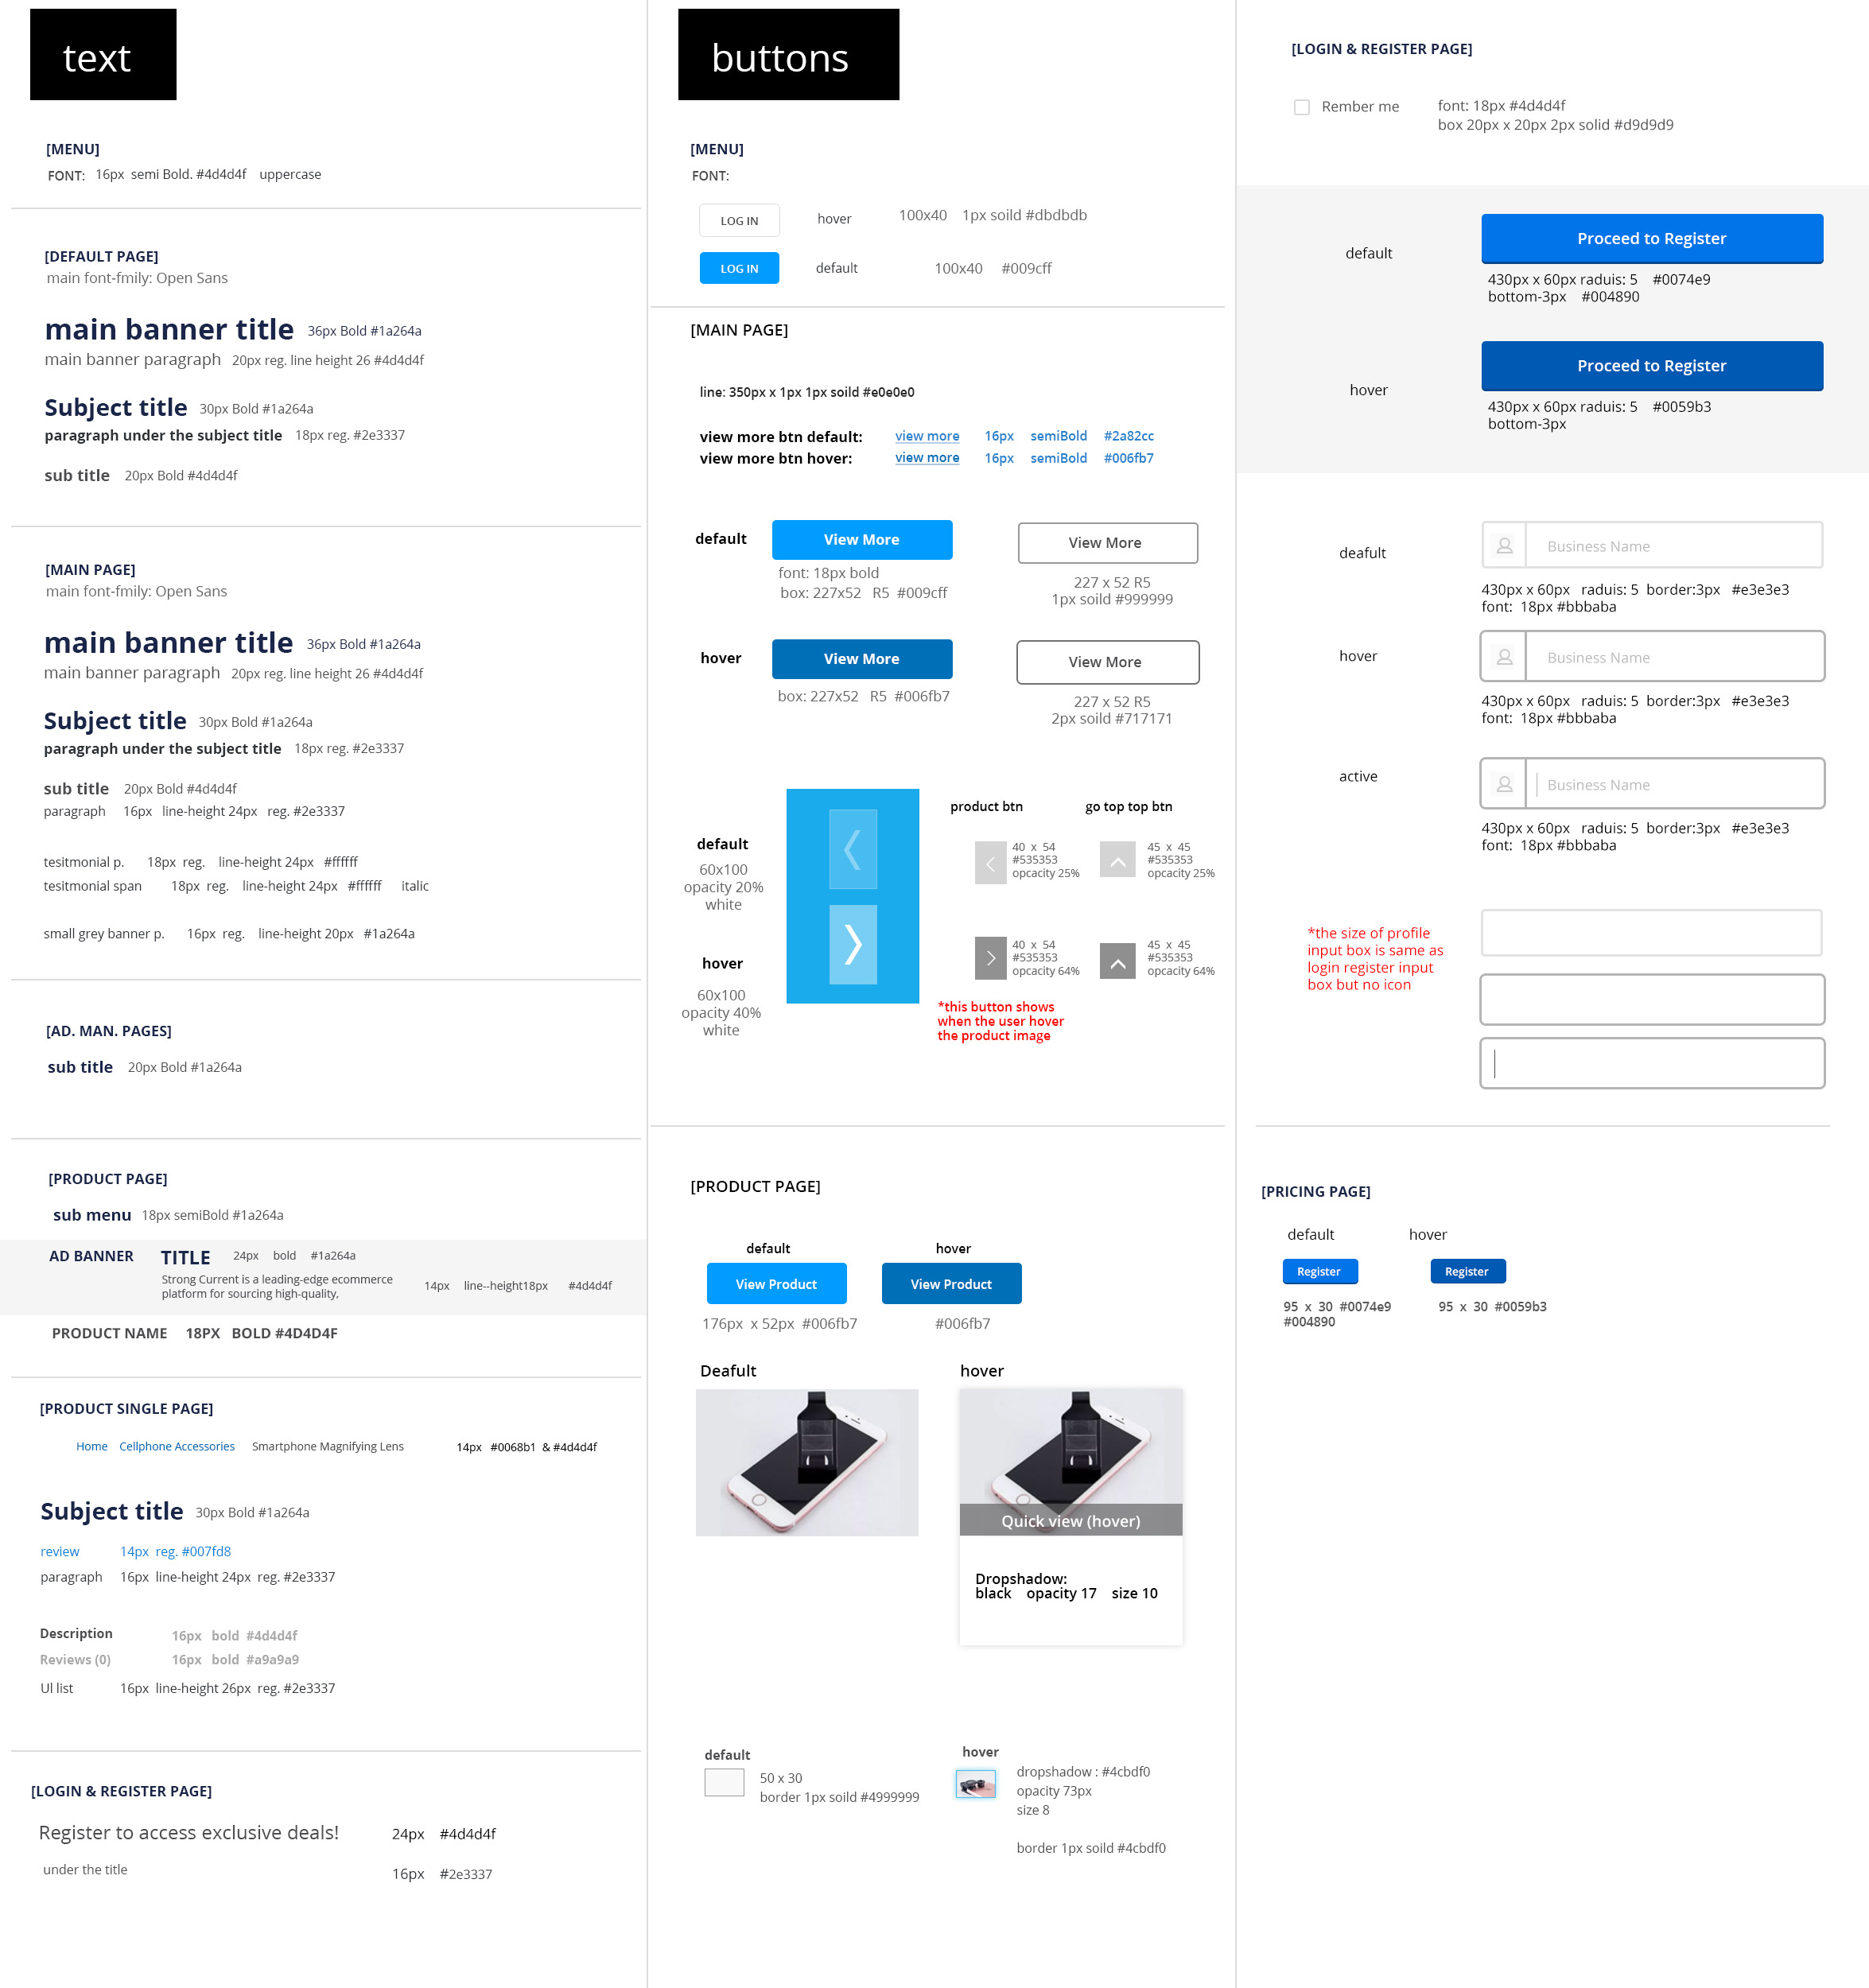 text
[MENU]
FONT: 16px semi Bold. #4d4d4f uppercase
[DEFAULT PAGE]
main font-fmily: Open Sans
main banner title 36px Bold #1a264a
main banner paragraph 20px reg. line height 26 #4d4d4f
Subject title 30px Bold #1a264a
paragraph under the subject title 18px reg. #2e3337
sub title 20px Bold #4d4d4f
[MAIN PAGE]
main font-fmily: Open Sans
main banner title 36px Bold #1a264a
main banner paragraph 20px reg. line height 26 #4d4d4f
Subject title 30px Bold #1a264a
paragraph under the subject title 18px reg. #2e3337
sub title 20px Bold #4d4d4f
paragraph 16px line-height 24px reg. #2e3337
tesitmonial p. 18px reg. line-height 24px #ffffff
tesitmonial span 18px reg. line-height 24px #ffffff italic
small grey banner p. 16px reg. line-height 20px #1a264a
[AD. MAN. PAGES]
sub title 20px Bold #1a264a
[PRODUCT PAGE]
sub menu 18px semiBold #1a264a
AD BANNER TITLE 24px bold #1a264a
Strong Current is a leading-edge ecommerce
platform for sourcing high-quality,
14px line--height18px #4d4d4f
PRODUCT NAME 18PX BOLD #4D4D4F
[PRODUCT SINGLE PAGE]
Home Cellphone Accessories Smartphone Magnifying Lens 14px #0068b1 & #4d4d4f
Subject title 30px Bold #1a264a
review 14px reg. #007fd8
paragraph 16px line-height 24px reg. #2e3337
Description 16px bold #4d4d4f
Reviews (0) 16px bold #a9a9a9
Ul list 16px line-height 26px reg. #2e3337
[LOGIN & REGISTER PAGE]
Register to access exclusive deals! 24px #4d4d4f
under the title 16px #2e3337
buttons
[MENU]
FONT:
LOG IN hover 100x40 1px soild #dbdbdb
LOG IN default 100x40 #009cff
[MAIN PAGE]
line: 350px x 1px 1px soild #e0e0e0
view more btn default: view more 16px semiBold #2a82cc
view more btn hover: view more 16px semiBold #006fb7
default View More View More
font: 18px bold
box: 227x52 R5 #009cff
227 x 52 R5
1px soild #999999
hover View More View More
box: 227x52 R5 #006fb7
227 x 52 R5
2px soild #717171
default
60x100
opacity 20%
white
hover
60x100
opacity 40%
white
product btn go top top btn
40 x 54
#535353
opcacity 25%
45 x 45
#535353
opcacity 25%
40 x 54
#535353
opcacity 64%
45 x 45
#535353
opcacity 64%
*this button shows
when the user hover
the product image
[PRODUCT PAGE]
default hover
View Product View Product
176px x 52px #006fb7 #006fb7
Deafult hover
Quick view (hover)
Dropshadow:
black opacity 17 size 10
default
50 x 30
border 1px soild #4999999
hover
dropshadow : #4cbdf0
opacity 73px
size 8
border 1px soild #4cbdf0
[LOGIN & REGISTER PAGE]
Rember me
font: 18px #4d4d4f
box 20px x 20px 2px solid #d9d9d9
default Proceed to Register
430px x 60px raduis: 5 #0074e9
bottom-3px #004890
hover Proceed to Register
430px x 60px raduis: 5 #0059b3
bottom-3px
deafult Business Name
430px x 60px raduis: 5 border:3px #e3e3e3
font: 18px #bbbaba
hover Business Name
430px x 60px raduis: 5 border:3px #e3e3e3
font: 18px #bbbaba
active Business Name
430px x 60px raduis: 5 border:3px #e3e3e3
font: 18px #bbbaba
*the size of profile
input box is same as
login register input
box but no icon
[PRICING PAGE]
default hover
Register Register
95 x 30 #0074e9
#004890
95 x 30 #0059b3